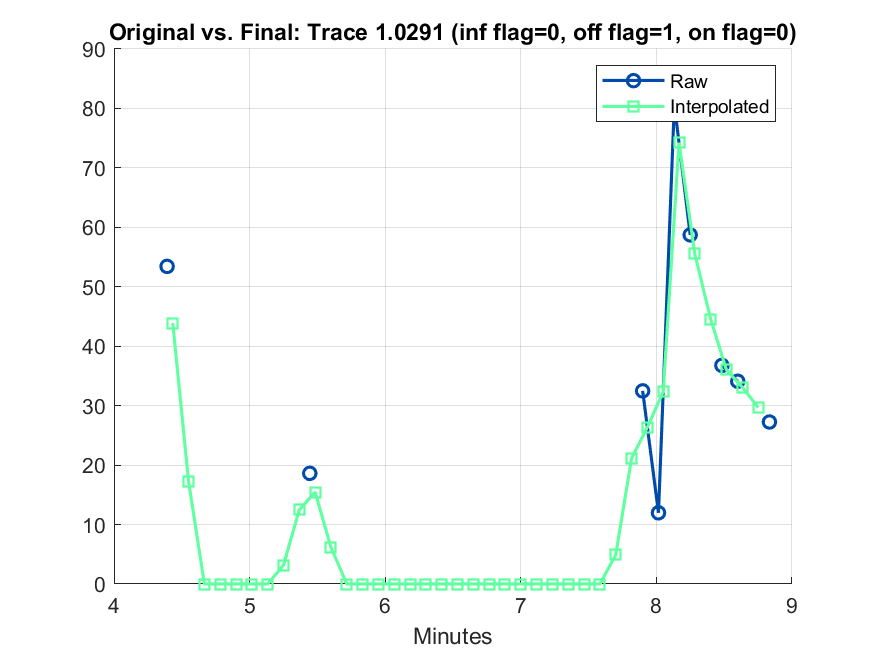 Original vs. Final: Trace 1.0291 (inf flag=0, off flag=1, on flag=0)
90
80
70
60
50
40
30
20
10
0
Raw
Interpolated
4 5 6 7 8 9
Minutes